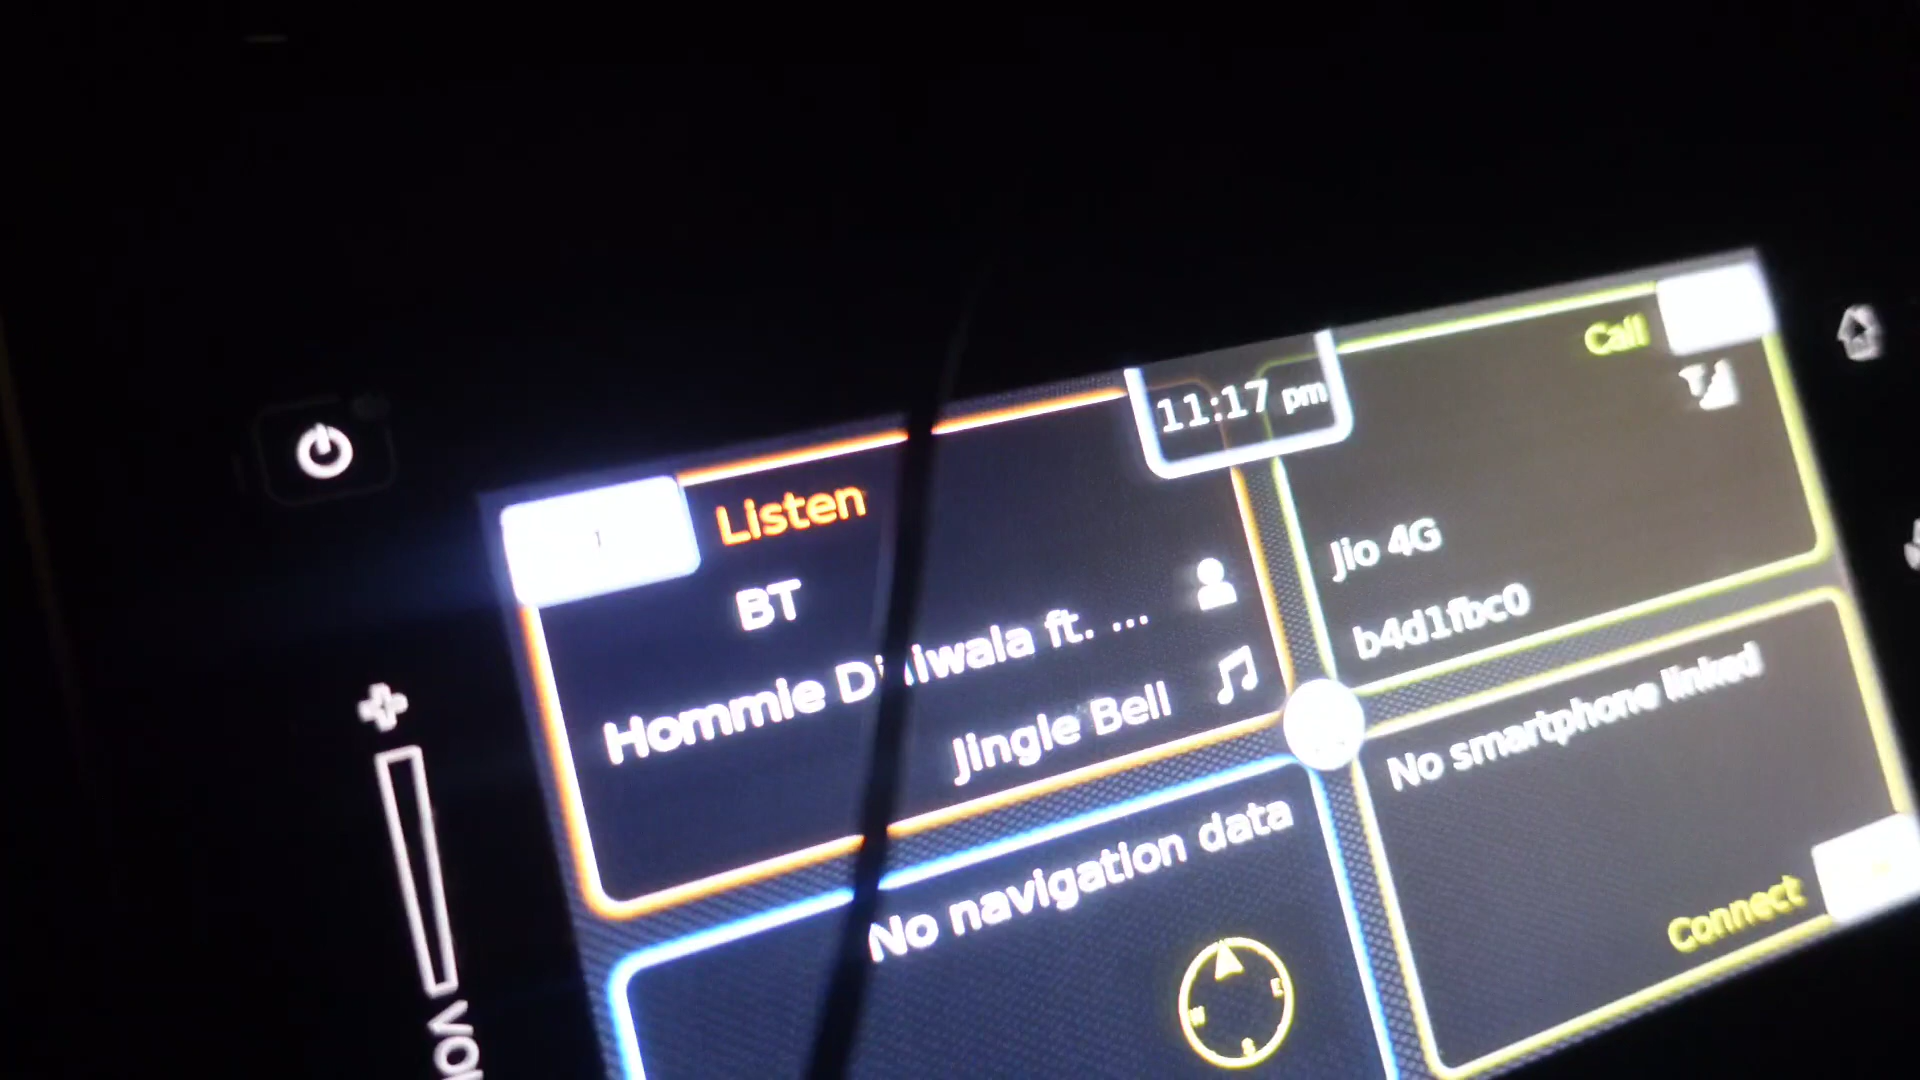 11:17 pm
Call
Listen
BT
Hommie ft. ...
Jingle Bell
Jio 4G
b4d1fbc0
No smartphone linked
Connect
No navigation data
E
W
S
VO